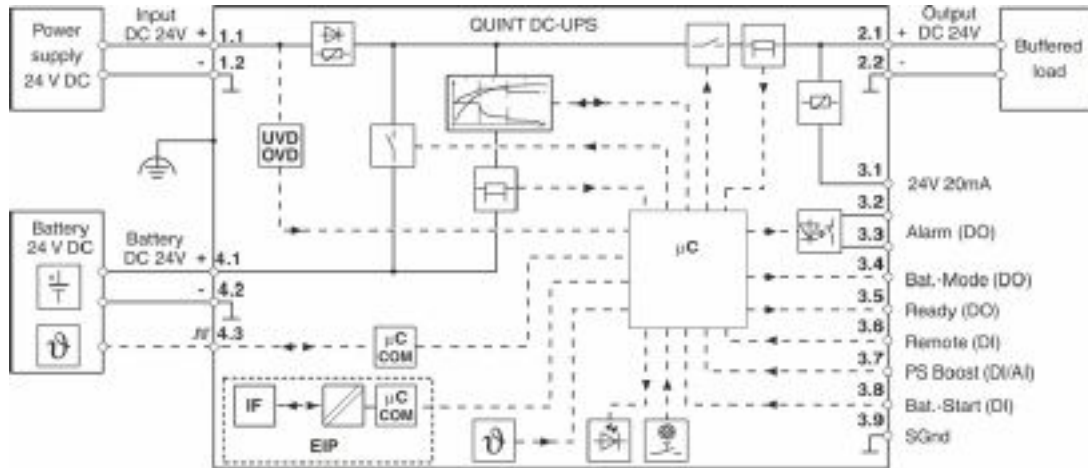 QUINT DC-UPS
Power
supply
24 V DC
Input
DC 24V
+
1.1
-
1.2
2.1
+
Output
DC 24V
2.2
-
Buffered
load
UVD
OVD
3.1
24V 20mA
3.2
3.3
Alarm (DO)
µC
3.4
Bat.-Mode (DO)
3.5
Ready (DO)
3.6
Remote (DI)
3.7
PS Boost (DI/AI)
3.8
Bat.-Start (DI)
3.9
SGnd
Battery
24 V DC
+
ϑ
Battery
DC 24V
+
4.1
-
4.2
4.3
µC
COM
IF
µC
COM
EIP
ϑ